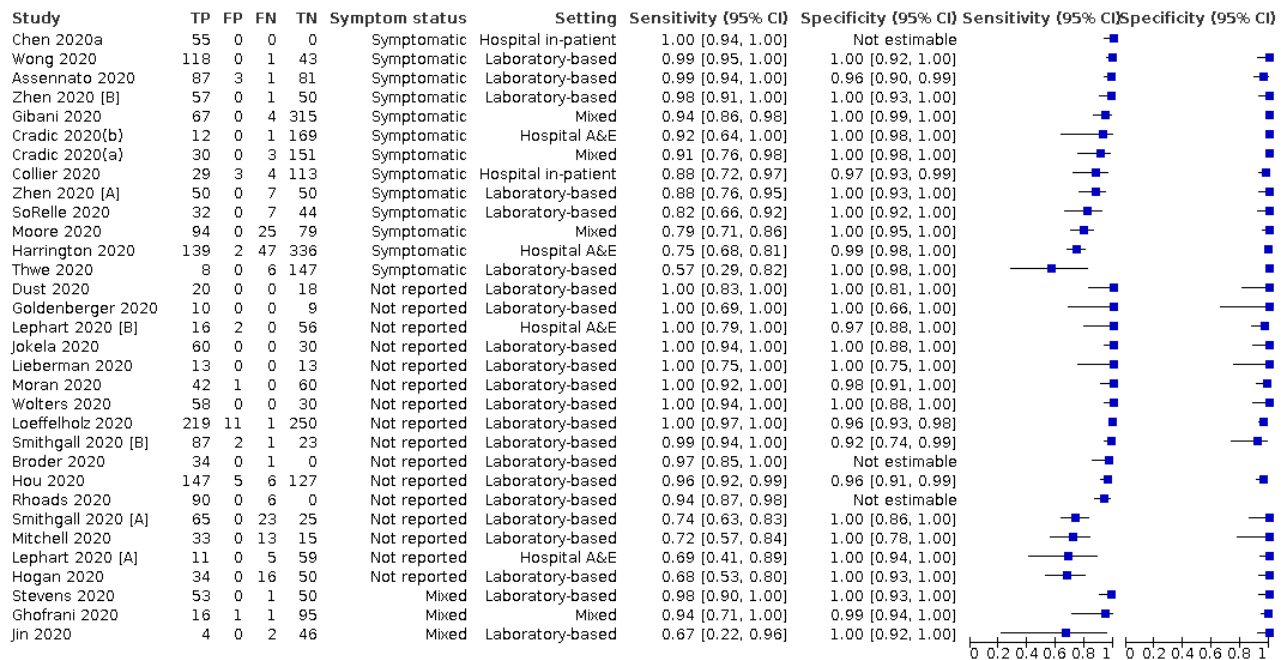 Study TP FP FN TN Symptom status Setting Sensitivity (95% CI) Specificity (95% CI) Sensitivity (95% CI) Specificity (95% CI)
Chen 2020a 55 0 0 0 Symptomatic Hospital in-patient 1.00 [0.94, 1.00] Not estimable
Wong 2020 118 0 1 43 Symptomatic Laboratory-based 0.99 [0.95, 1.00] 1.00 [0.92, 1.00]
Assennato 2020 87 3 1 81 Symptomatic Laboratory-based 0.99 [0.94, 1.00] 0.96 [0.90, 0.99]
Zhen 2020 [B] 57 0 1 50 Symptomatic Laboratory-based 0.98 [0.91, 1.00] 1.00 [0.93, 1.00]
Gibani 2020 67 0 4 315 Symptomatic Mixed 0.94 [0.86, 0.98] 1.00 [0.99, 1.00]
Cradic 2020(b) 12 0 1 169 Symptomatic Hospital A&E 0.92 [0.64, 1.00] 1.00 [0.98, 1.00]
Cradic 2020(a) 30 0 3 151 Symptomatic Mixed 0.91 [0.76, 0.98] 1.00 [0.98, 1.00]
Collier 2020 29 3 4 113 Symptomatic Hospital in-patient 0.88 [0.72, 0.97] 0.97 [0.93, 0.99]
Zhen 2020 [A] 50 0 7 50 Symptomatic Laboratory-based 0.88 [0.76, 0.95] 1.00 [0.93, 1.00]
SoRelle 2020 32 0 7 44 Symptomatic Laboratory-based 0.82 [0.66, 0.92] 1.00 [0.92, 1.00]
Moore 2020 94 0 25 79 Symptomatic Mixed 0.79 [0.71, 0.86] 1.00 [0.95, 1.00]
Harrington 2020 139 2 47 336 Symptomatic Hospital A&E 0.75 [0.68, 0.81] 0.99 [0.98, 1.00]
Thwe 2020 8 0 6 147 Symptomatic Laboratory-based 0.57 [0.29, 0.82] 1.00 [0.98, 1.00]
Dust 2020 20 0 0 18 Not reported Laboratory-based 1.00 [0.83, 1.00] 1.00 [0.81, 1.00]
Goldenberger 2020 10 0 0 9 Not reported Laboratory-based 1.00 [0.69, 1.00] 1.00 [0.66, 1.00]
Lephart 2020 [B] 16 2 0 56 Not reported Hospital A&E 1.00 [0.79, 1.00] 0.97 [0.88, 1.00]
Jokela 2020 60 0 0 30 Not reported Laboratory-based 1.00 [0.94, 1.00] 1.00 [0.88, 1.00]
Lieberman 2020 13 0 0 13 Not reported Laboratory-based 1.00 [0.75, 1.00] 1.00 [0.75, 1.00]
Moran 2020 42 1 0 60 Not reported Laboratory-based 1.00 [0.92, 1.00] 0.98 [0.91, 1.00]
Wolters 2020 58 0 0 30 Not reported Laboratory-based 1.00 [0.94, 1.00] 1.00 [0.88, 1.00]
Loeffelholz 2020 219 11 1 250 Not reported Laboratory-based 1.00 [0.97, 1.00] 0.96 [0.93, 0.98]
Smithgall 2020 [B] 87 2 1 23 Not reported Laboratory-based 0.99 [0.94, 1.00] 0.92 [0.74, 0.99]
Broder 2020 34 0 1 0 Not reported Laboratory-based 0.97 [0.85, 1.00] Not estimable
Hou 2020 147 5 6 127 Not reported Laboratory-based 0.96 [0.92, 0.99] 0.96 [0.91, 0.99]
Rhoads 2020 90 0 6 0 Not reported Laboratory-based 0.94 [0.87, 0.98] Not estimable
Smithgall 2020 [A] 65 0 23 25 Not reported Laboratory-based 0.74 [0.63, 0.83] 1.00 [0.86, 1.00]
Mitchell 2020 33 0 13 15 Not reported Laboratory-based 0.72 [0.57, 0.84] 1.00 [0.78, 1.00]
Lephart 2020 [A] 11 0 5 59 Not reported Hospital A&E 0.69 [0.41, 0.89] 1.00 [0.94, 1.00]
Hogan 2020 34 0 16 50 Not reported Laboratory-based 0.68 [0.53, 0.80] 1.00 [0.93, 1.00]
Stevens 2020 53 0 1 50 Mixed Laboratory-based 0.98 [0.90, 1.00] 1.00 [0.93, 1.00]
Ghofrani 2020 16 1 1 95 Mixed Mixed 0.94 [0.71, 1.00] 0.99 [0.94, 1.00]
Jin 2020 4 0 2 46 Mixed Laboratory-based 0.67 [0.22, 0.96] 1.00 [0.92, 1.00]
0 0.2 0.4 0.6 0.8 1 0 0.2 0.4 0.6 0.8 1